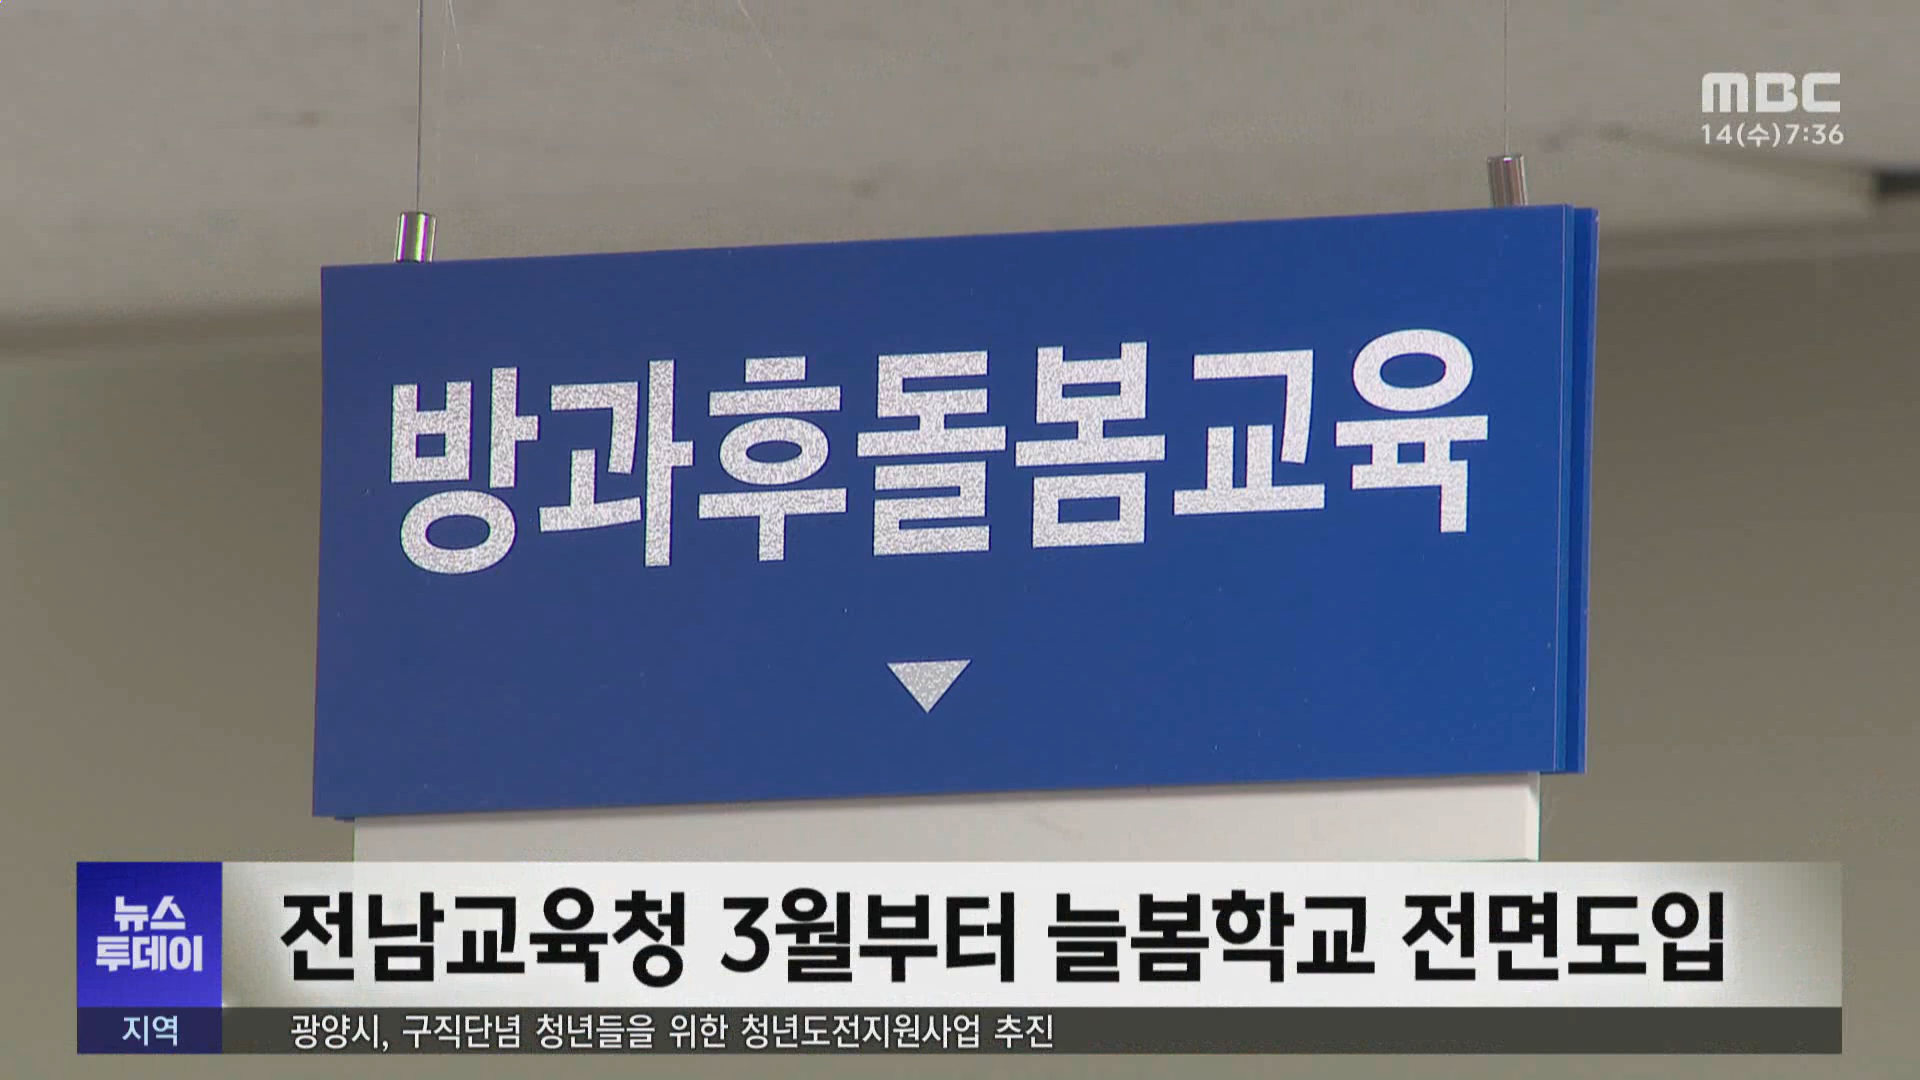 MBC
14(수)7:36
방과후돌봄교육
뉴스
투데이
전남교육청 3월부터 늘봄학교 전면도입
지역
광양시, 구직단념 청년들을 위한 청년도전지원사업 추진